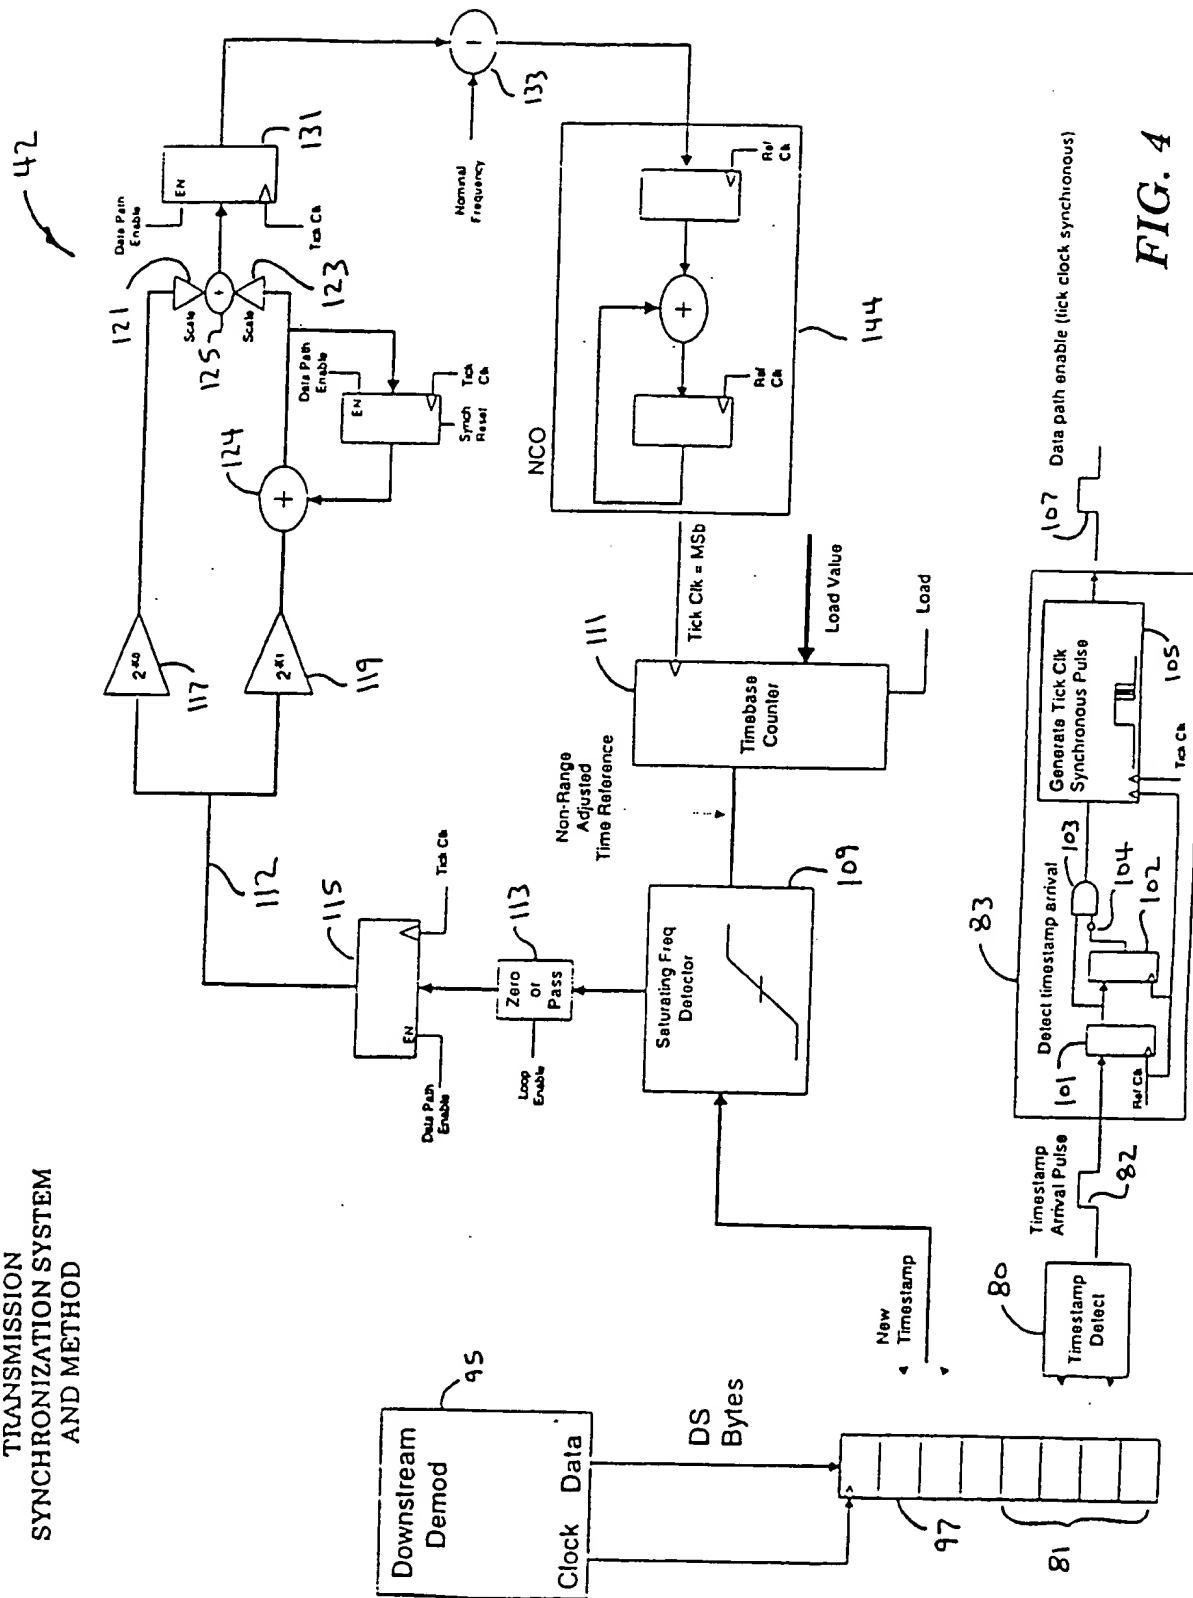 TRANSMISSION
SYNCHRONIZATION SYSTEM
AND METHOD
42
Downstream
Demod
Clock Data
95
DS
Bytes
97
81
New
Timestamp
80
Timestamp
Detect
Timestamp
Arrival Pulse
82
83
Detect timestamp arrival
101
Ref Clk
102
104
103
Generate Tick Clk
Synchronous Pulse
Tick Clk
105
107
Data path enable (tick clock synchronous)
Saturating Freq
Detector
109
Loop
Enable
Zero
or
Pass
113
Data Path
Enable
EN
115
Tick Clk
112
Non-Range
Adjusted
Time Reference
111
Timebase
Counter
Tick Clk = MSb
Load Value
Load
117
2-K0
119
2-K1
124
+
Data Path
Enable
EN
Synch
Reset
Tick
Clk
121
Scale
125
+
Scale
123
Data Path
Enable
EN
Tick Clk
131
Nominal
Frequency
−
133
NCO
+
Ref
Clk
Ref
Clk
144
FIG. 4